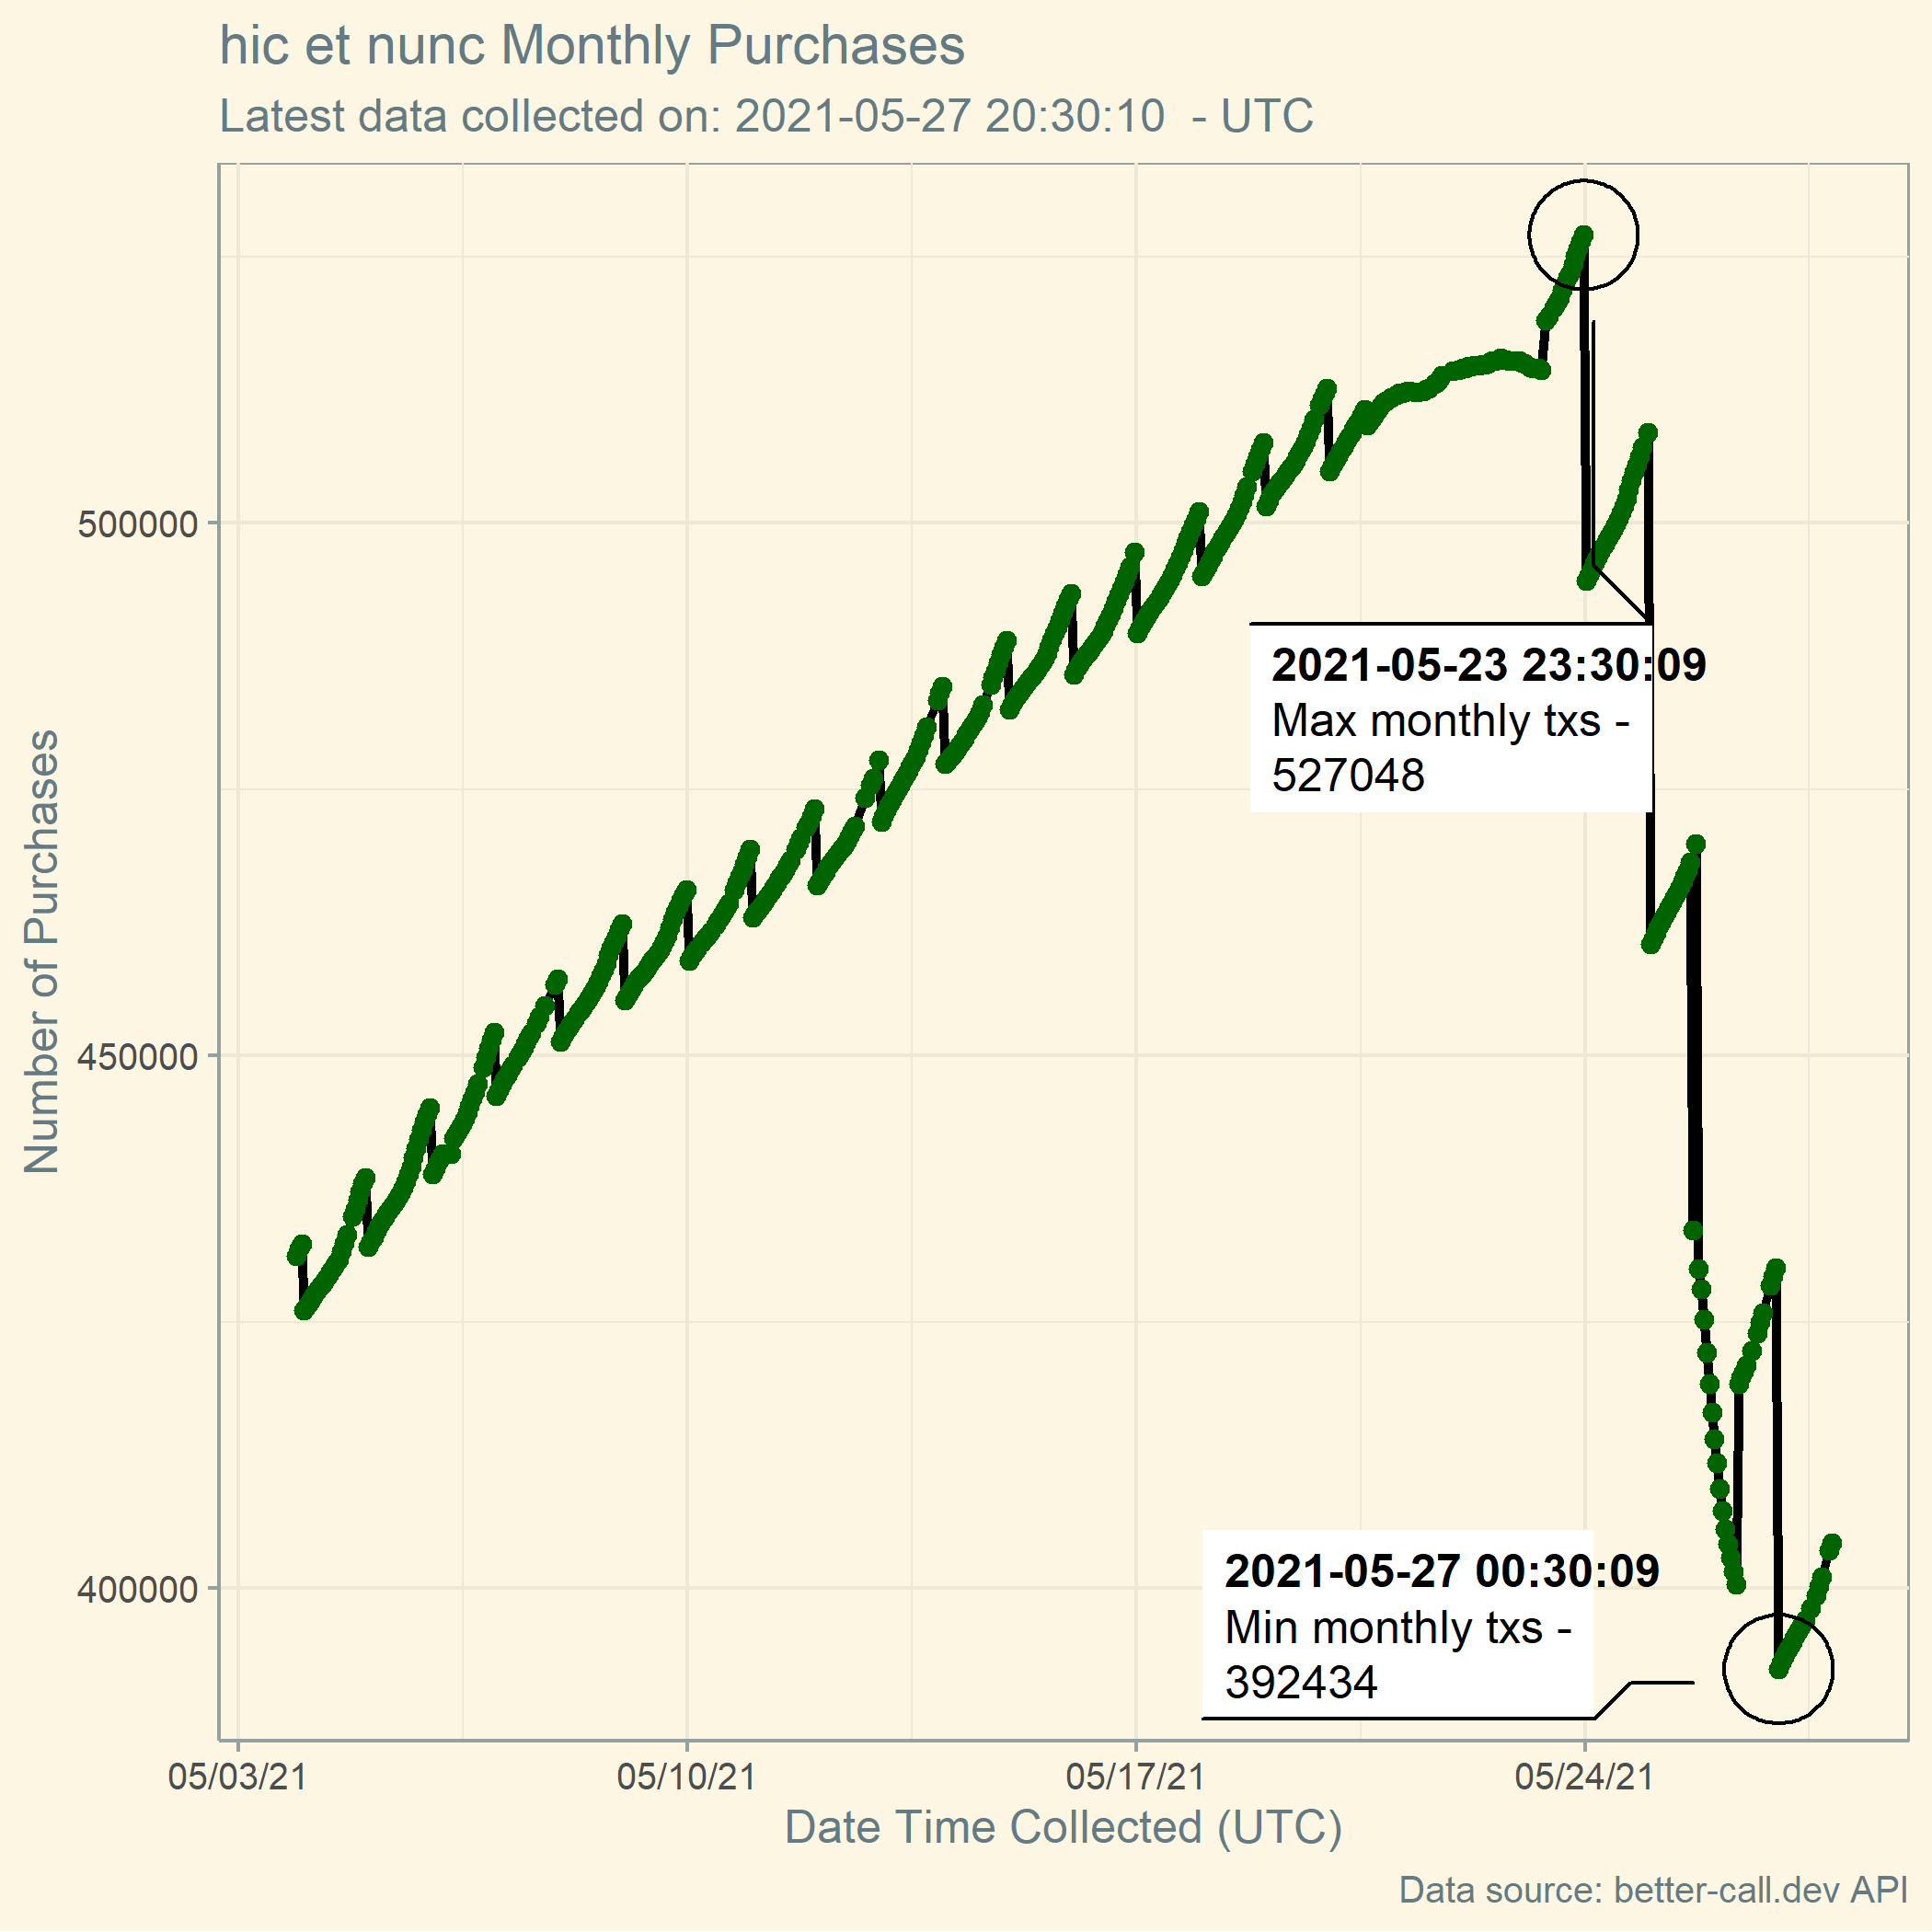 hic et nunc Monthly Purchases
Latest data collected on: 2021-05-27 20:30:10  - UTC
Number of Purchases
500000
450000
400000
2021-05-23 23:30:09
Max monthly txs -
527048
2021-05-27 00:30:09
Min monthly txs -
392434
05/03/21
05/10/21
05/17/21
05/24/21
Date Time Collected (UTC)
Data source: better-call.dev API